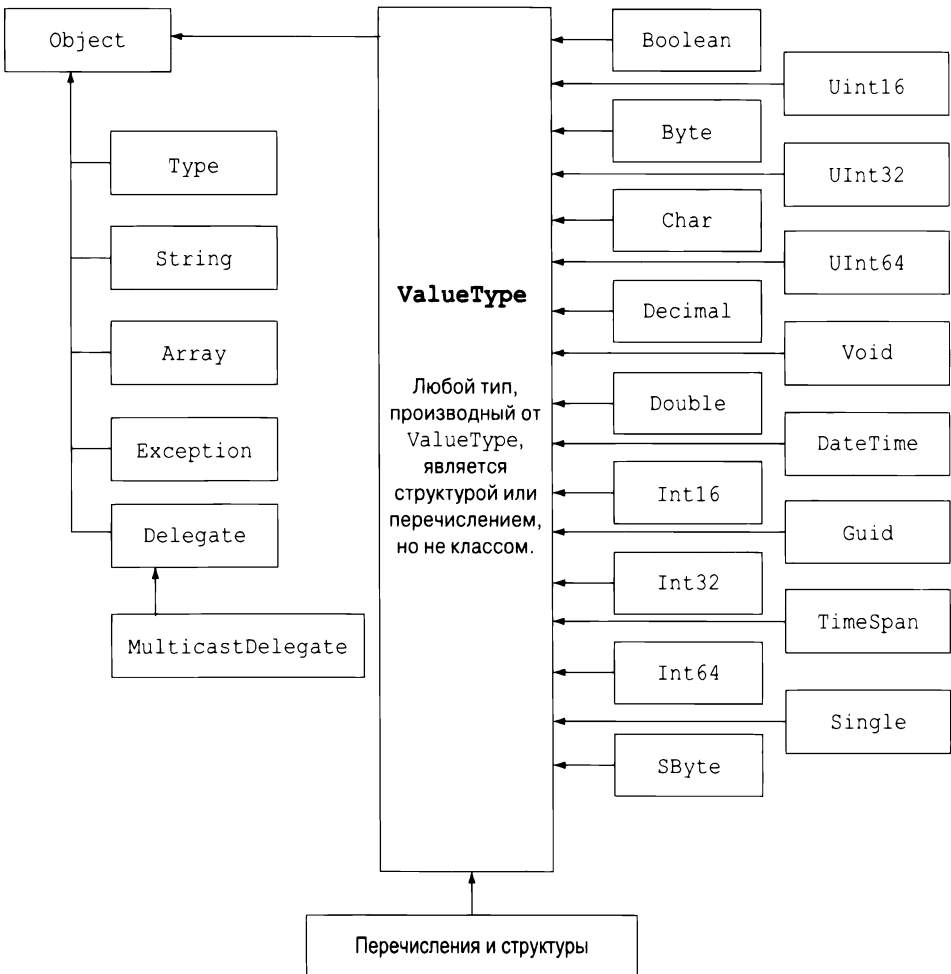 Object
Type
String
Array
Exception
Delegate
MulticastDelegate
ValueType
Любой тип,
производный от
ValueType,
является
структурой или
перечислением,
но не классом.
Boolean
Uint16
Byte
UInt32
Char
UInt64
Decimal
Void
Double
DateTime
Int16
Guid
Int32
TimeSpan
Int64
Single
SByte
Перечисления и структуры